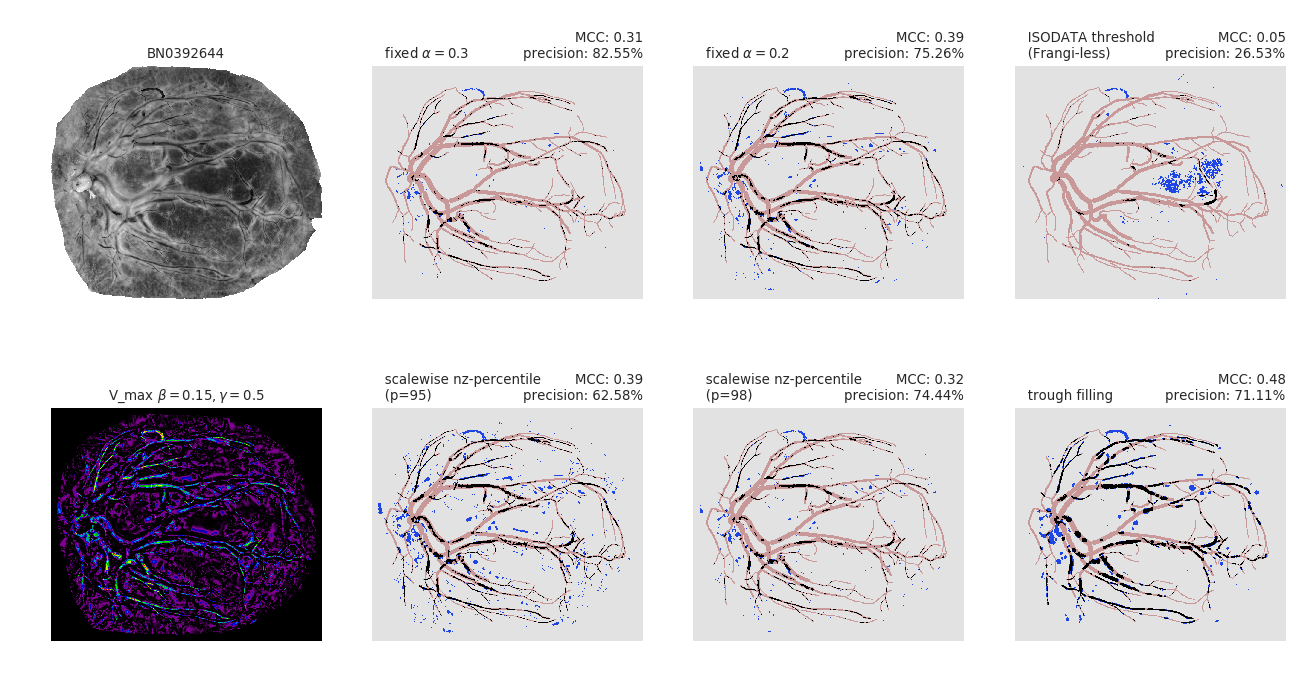 BN0392644
MCC: 0.31
fixed α = 0.3 precision: 82.55%
MCC: 0.39
fixed α = 0.2 precision: 75.26%
ISODATA threshold MCC: 0.05
(Frangi-less) precision: 26.53%
V_max β = 0.15, γ = 0.5
scalewise nz-percentile MCC: 0.39
(p=95) precision: 62.58%
scalewise nz-percentile MCC: 0.32
(p=98) precision: 74.44%
MCC: 0.48
trough filling precision: 71.11%